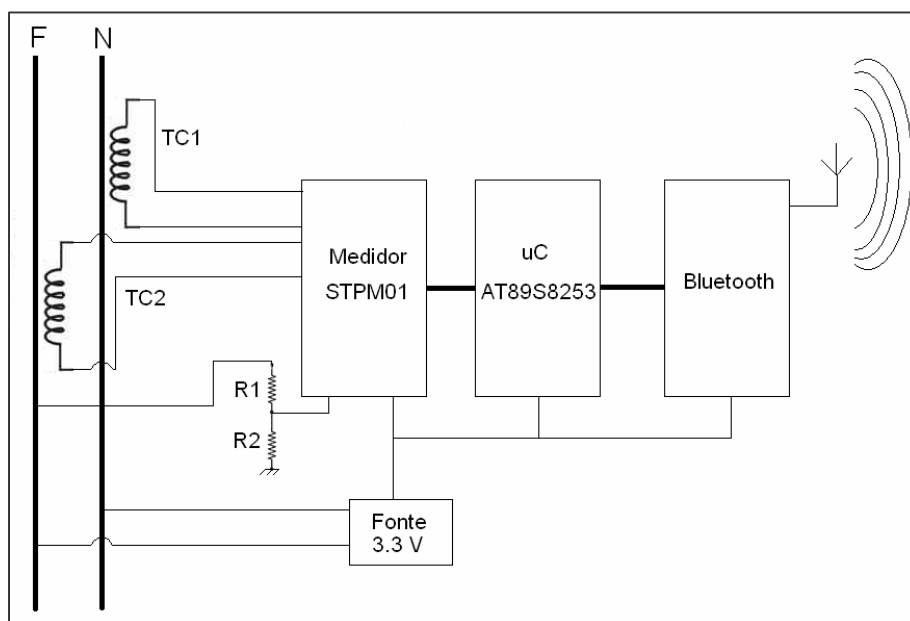 F
N
TC1
TC2
Medidor
STPM01
uC
AT89S8253
Bluetooth
R1
R2
Fonte
3.3 V